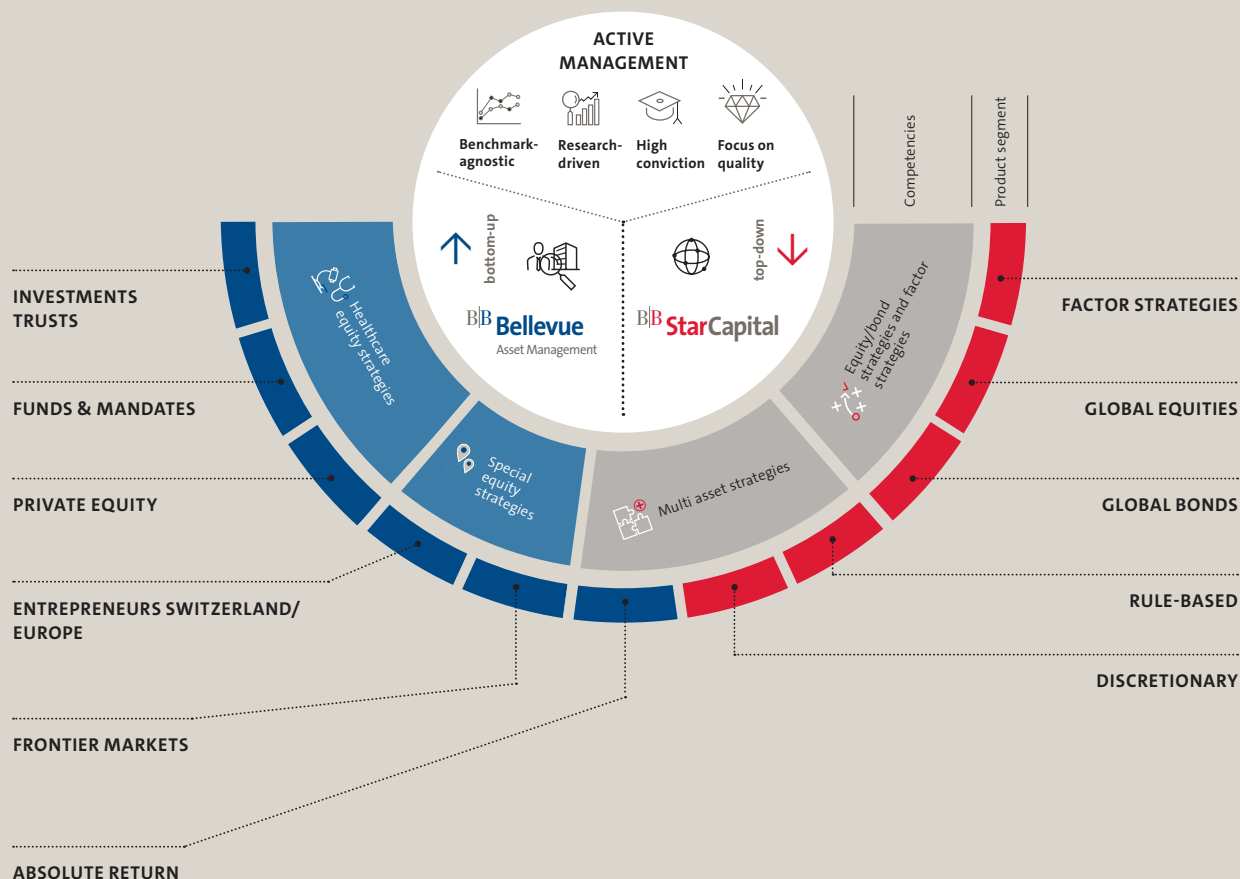 ACTIVE
MANAGEMENT
Benchmark-
agnostic
Research-
driven
High
conviction
Focus on
quality
Competencies
Product segment
bottom-up
top-down
B|B Bellevue
Asset Management
B|B StarCapital
Healthcare
equity strategies
Special
equity
strategies
Multi asset strategies
Equity/bond
strategies and factor
strategies
INVESTMENTS
TRUSTS
FUNDS & MANDATES
PRIVATE EQUITY
ENTREPRENEURS SWITZERLAND/
EUROPE
FRONTIER MARKETS
ABSOLUTE RETURN
FACTOR STRATEGIES
GLOBAL EQUITIES
GLOBAL BONDS
RULE-BASED
DISCRETIONARY